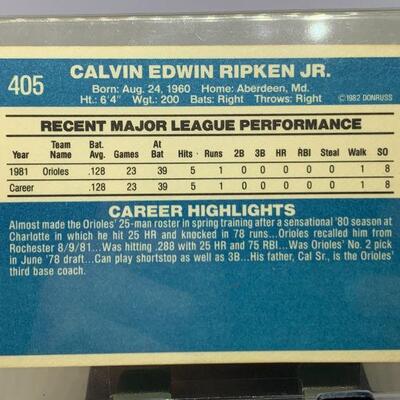 405
CALVIN EDWIN RIPKEN JR.
Born: Aug. 24, 1960 Home: Aberdeen, Md.
Ht.: 6'4" Wgt.: 200 Bats: Right Throws: Right
©1982 DONRUSS
RECENT MAJOR LEAGUE PERFORMANCE
Year Team Name Bat. Avg. Games At Bat Hits Runs 2B 3B HR RBI Steal Walk SO
1981 Orioles .128 23 39 5 1 0 0 0 0 0 1 8
Career .128 23 39 5 1 0 0 0 0 0 1 8
CAREER HIGHLIGHTS
Almost made the Orioles' 25-man roster in
spring training after a sensational '80 season at
Charlotte in which he hit 25 HR and knocked in 78 runs...Orioles recalled him from
Rochester 8/9/81...Was hitting .288 with 25 HR and 75 RBI...Was Orioles' No. 2 pick
in June '78 draft...Can play shortstop as well as 3B...His father, Cal Sr., is the Orioles'
third base coach.